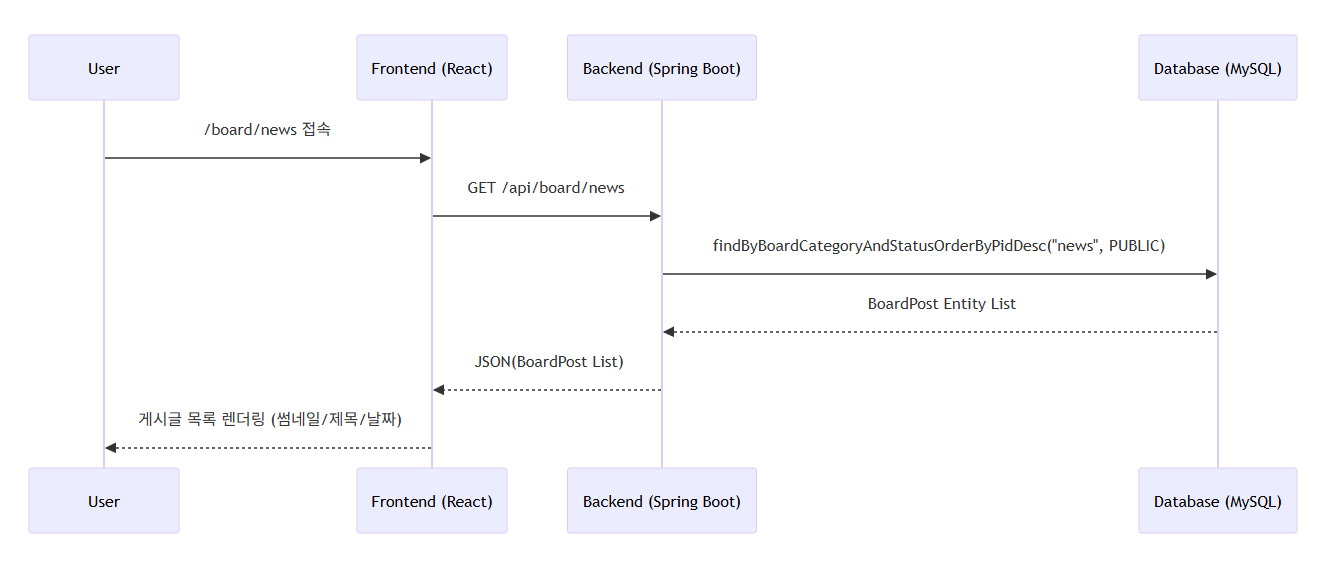 User
Frontend (React)
Backend (Spring Boot)
Database (MySQL)
/board/news 접속
GET /api/board/news
findByBoardCategoryAndStatusOrderByPidDesc("news", PUBLIC)
BoardPost Entity List
JSON(BoardPost List)
게시글 목록 렌더링 (썸네일/제목/날짜)
User
Frontend (React)
Backend (Spring Boot)
Database (MySQL)